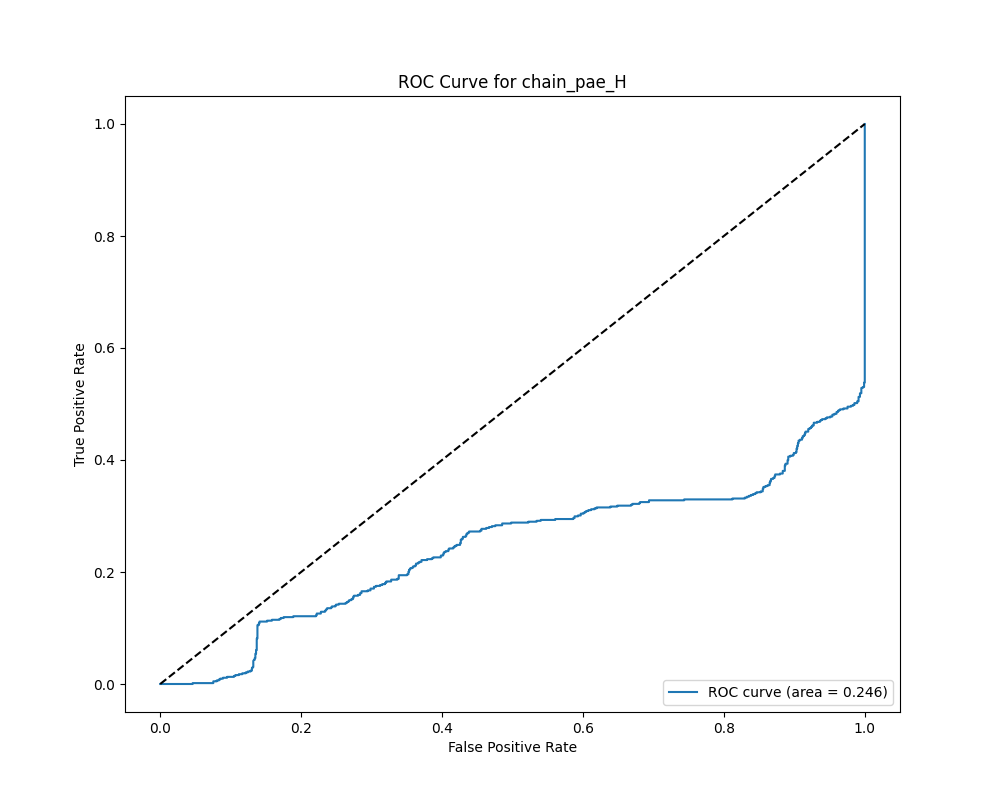 ROC Curve for chain_pae_H
True Positive Rate
1.0
0.8
0.6
0.4
0.2
0.0
ROC curve (area = 0.246)
0.0 0.2 0.4 0.6 0.8 1.0
False Positive Rate